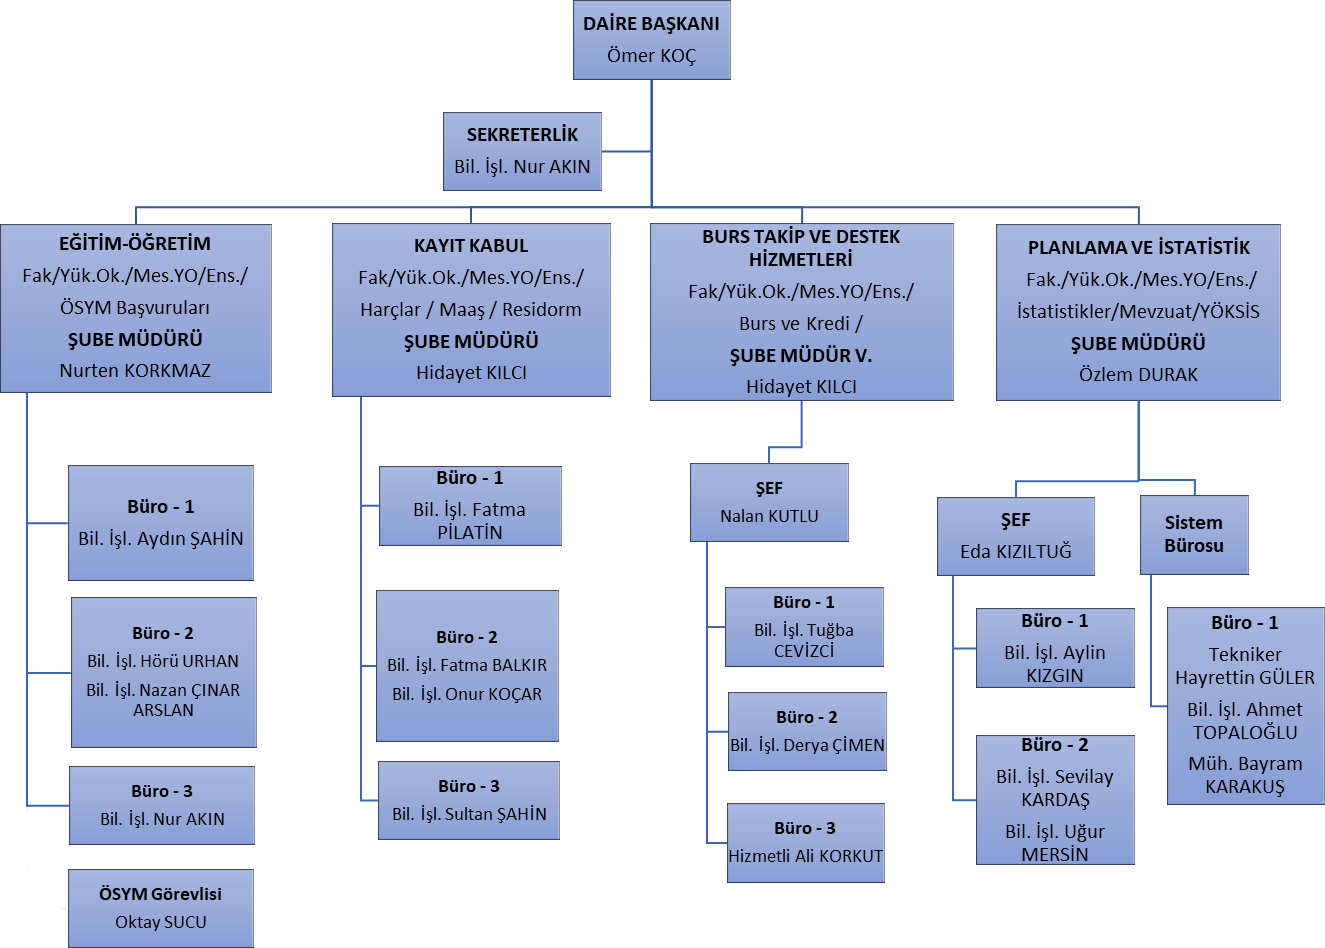 DAİRE BAŞKANI
Ömer KOÇ
SEKRETERLİK
Bil. İşl. Nur AKIN
EĞİTİM-ÖĞRETİM
Fak/Yük.Ok./Mes.YO/Ens./
ÖSYM Başvuruları
ŞUBE MÜDÜRÜ
Nurten KORKMAZ
KAYIT KABUL
Fak/Yük.Ok./Mes.YO/Ens./
Harçlar / Maaş / Residorm
ŞUBE MÜDÜRÜ
Hidayet KILCI
BURS TAKİP VE DESTEK
HİZMETLERİ
Fak/Yük.Ok./Mes.YO/Ens./
Burs ve Kredi /
ŞUBE MÜDÜR V.
Hidayet KILCI
PLANLAMA VE İSTATİSTİK
Fak./Yük.Ok./Mes.YO/Ens./
İstatistikler/Mevzuat/YÖKSİS
ŞUBE MÜDÜRÜ
Özlem DURAK
Büro - 1
Bil. İşl. Aydın ŞAHİN
Büro - 2
Bil. İşl. Hörü URHAN
Bil. İşl. Nazan ÇINAR
ARSLAN
Büro - 3
Bil. İşl. Nur AKIN
ÖSYM Görevlisi
Oktay SUCU
Büro - 1
Bil. İşl. Fatma
PİLATİN
Büro - 2
Bil. İşl. Fatma BALKIR
Bil. İşl. Onur KOÇAR
Büro - 3
Bil. İşl. Sultan ŞAHİN
ŞEF
Nalan KUTLU
Büro - 1
Bil. İşl. Tuğba
CEVİZCİ
Büro - 2
Bil. İşl. Derya ÇİMEN
Büro - 3
Hizmetli Ali KORKUT
ŞEF
Eda KIZILTUĞ
Büro - 1
Bil. İşl. Aylin
KIZGIN
Büro - 2
Bil. İşl. Sevilay
KARDAŞ
Bil. İşl. Uğur
MERSİN
Sistem
Bürosu
Büro - 1
Tekniker
Hayrettin GÜLER
Bil. İşl. Ahmet
TOPALOĞLU
Müh. Bayram
KARAKUŞ